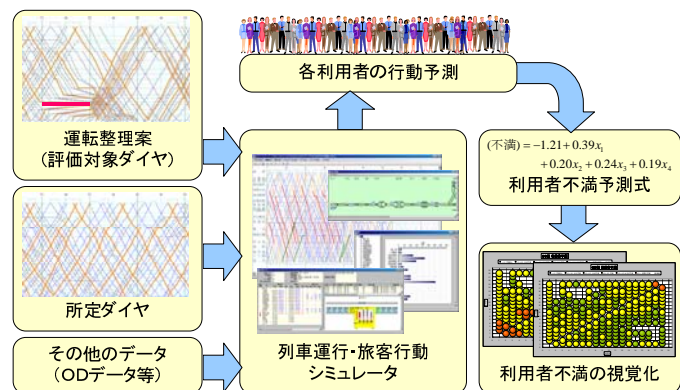 各利用者の行動予測
運転整理案
(評価対象ダイヤ)
所定ダイヤ
その他のデータ
(ODデータ等)
列車運行・旅客行動
シミュレータ
(不満)=−1.21+0.39x₁
+0.20x₂+0.24x₃+0.19x₄
利用者不満予測式
利用者不満の視覚化